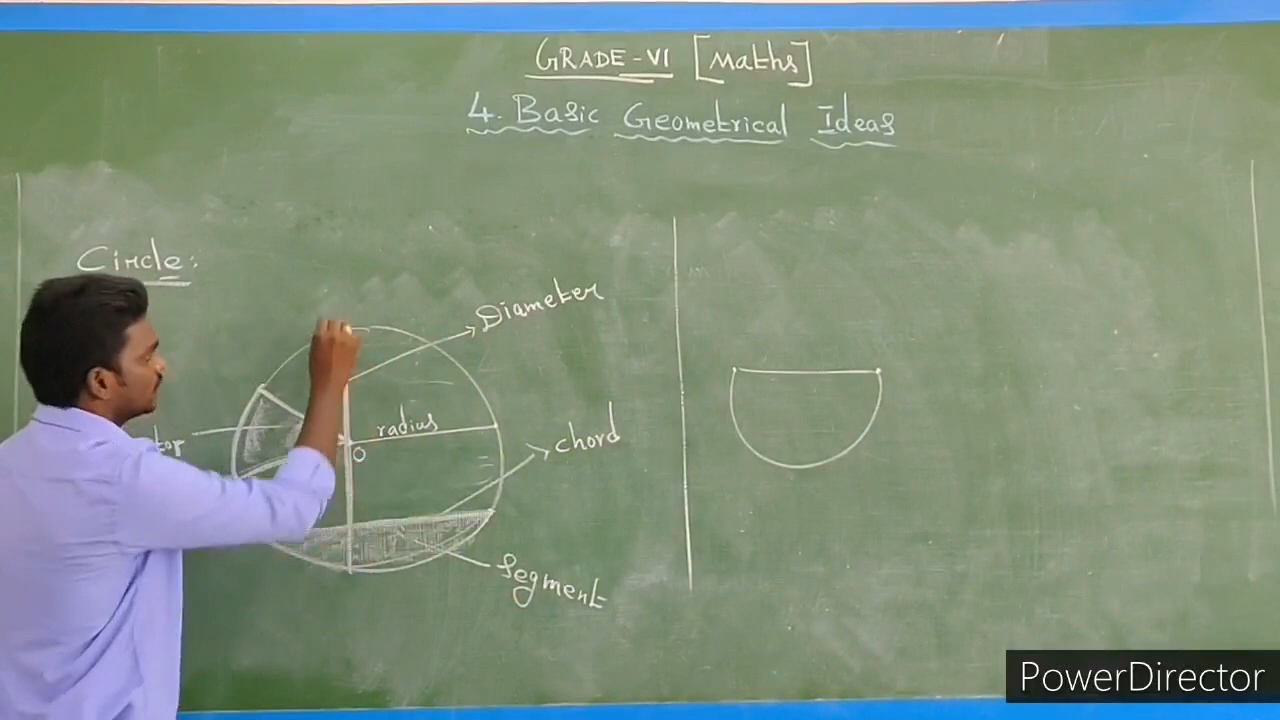 GRADE-VI [Maths]
4. Basic Geometrical Ideas
Circle:
Diameter
radius
chord
O
Segment
PowerDirector